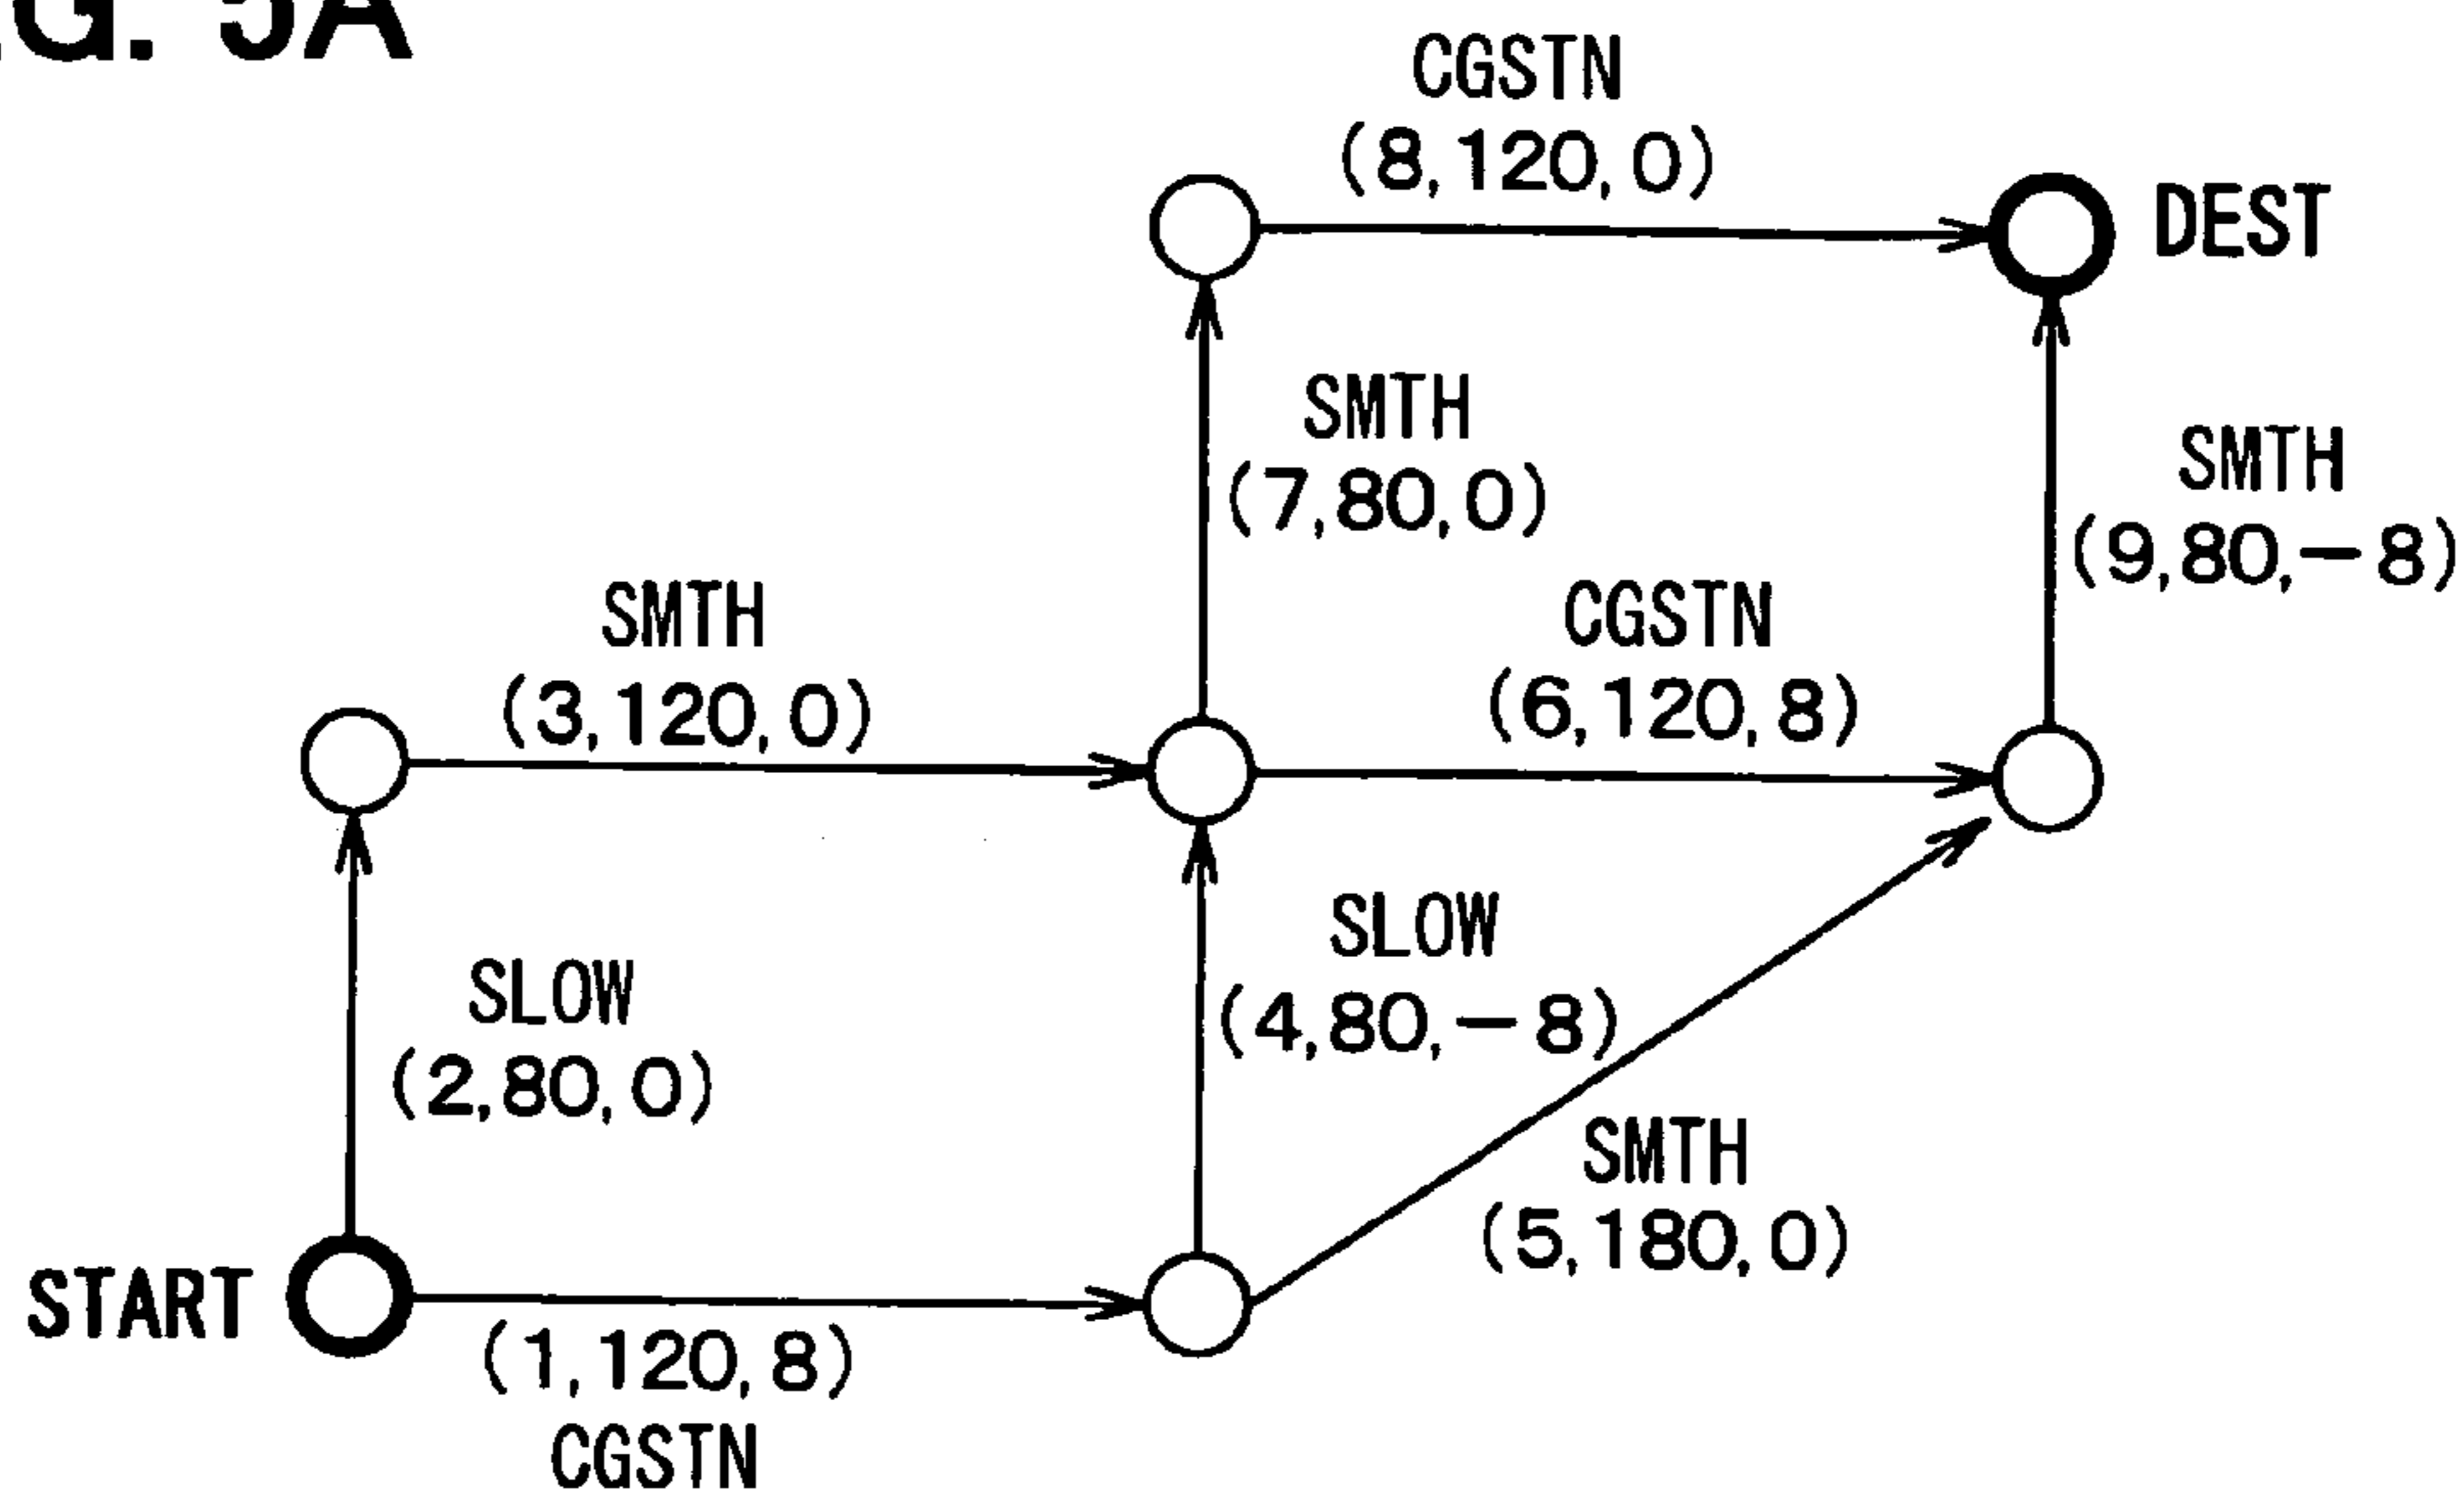 G. 5A
CGSTN
(8,120,0)
DEST
SMTH
(7,80,0)
SMTH
(9,80,-8)
SMTH
(3,120,0)
CGSTN
(6,120,8)
SLOW
(4,80,-8)
SLOW
(2,80,0)
SMTH
(5,180,0)
START
(1,120,8)
CGSTN